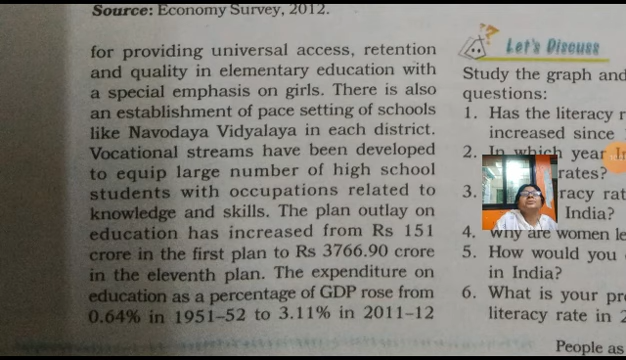 Source: Economy Survey, 2012.
for providing universal access, retention
and quality in elementary education with
a special emphasis on girls. There is also
an establishment of pace setting of schools
like Navodaya Vidyalaya in each district.
Vocational streams have been developed
to equip large number of high school
students with occupations related to
knowledge and skills. The plan outlay on
education has increased from Rs 151
crore in the first plan to Rs 3766.90 crore
in the eleventh plan. The expenditure on
education as a percentage of GDP rose from
0.64% in 1951–52 to 3.11% in 2011–12
Let's Discuss
Study the graph and
questions:
1. Has the literacy r
increased since
2. In which year
rates?
3. racy rat
India?
4. Why are women le
5. How would you
in India?
6. What is your pr
literacy rate in 2
People as